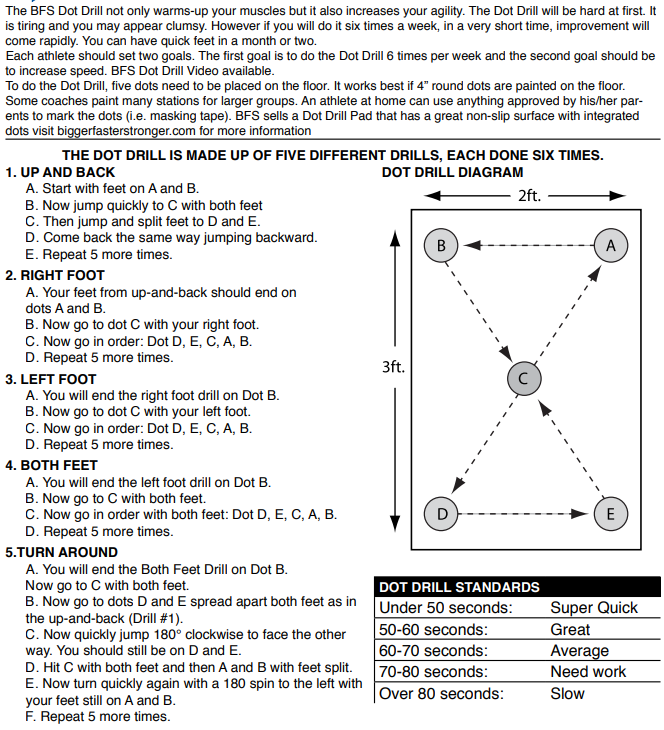 The BFS Dot Drill not only warms-up your muscles but it also increases your agility. The Dot Drill will be hard at first. It
is tiring and you may appear clumsy. However if you will do it six times a week, in a very short time, improvement will
come rapidly. You can have quick feet in a month or two.
Each athlete should set two goals. The first goal is to do the Dot Drill 6 times per week and the second goal should be
to increase speed. BFS Dot Drill Video available.
To do the Dot Drill, five dots need to be placed on the floor. It works best if 4” round dots are painted on the floor.
Some coaches paint many stations for larger groups. An athlete at home can use anything approved by his/her par-
ents to mark the dots (i.e. masking tape). BFS sells a Dot Drill Pad that has a great non-slip surface with integrated
dots visit biggerfasterstronger.com for more information
THE DOT DRILL IS MADE UP OF FIVE DIFFERENT DRILLS, EACH DONE SIX TIMES.
1. UP AND BACK
A. Start with feet on A and B.
B. Now jump quickly to C with both feet
C. Then jump and split feet to D and E.
D. Come back the same way jumping backward.
E. Repeat 5 more times.
2. RIGHT FOOT
A. Your feet from up-and-back should end on
dots A and B.
B. Now go to dot C with your right foot.
C. Now go in order: Dot D, E, C, A, B.
D. Repeat 5 more times.
3. LEFT FOOT
A. You will end the right foot drill on Dot B.
B. Now go to dot C with your left foot.
C. Now go in order: Dot D, E, C, A, B.
D. Repeat 5 more times.
4. BOTH FEET
A. You will end the left foot drill on Dot B.
B. Now go to C with both feet.
C. Now go in order with both feet: Dot D, E, C, A, B.
D. Repeat 5 more times.
5.TURN AROUND
A. You will end the Both Feet Drill on Dot B.
Now go to C with both feet.
B. Now go to dots D and E spread apart both feet as in
the up-and-back (Drill #1).
C. Now quickly jump 180° clockwise to face the other
way. You should still be on D and E.
D. Hit C with both feet and then A and B with feet split.
E. Now turn quickly again with a 180 spin to the left with
your feet still on A and B.
F. Repeat 5 more times.
DOT DRILL DIAGRAM
2ft.
B A
3ft.
C
D E
DOT DRILL STANDARDS
Under 50 seconds: Super Quick
50-60 seconds: Great
60-70 seconds: Average
70-80 seconds: Need work
Over 80 seconds: Slow